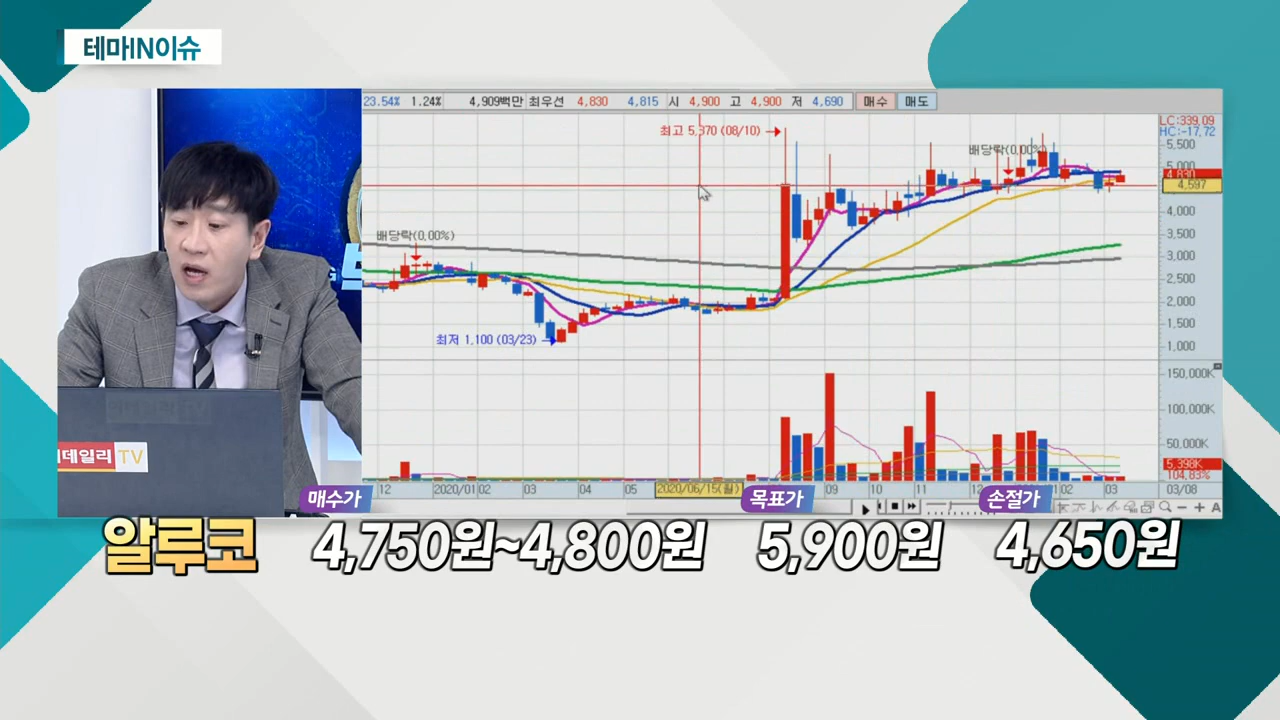 테마IN이슈
23.54% 1.24% 4,909백만 최우선 4,830 4,815 시 4,900 고 4,900 저 4,690 매수 매도
LC:339.09
HC:-17.72
최고 5,370 (08/10)
배당락(0.00%)
5,500
5,000
4,830
4,597
4,000
3,500
3,000
2,500
2,000
1,500
1,000
배당락(0.00%)
최저 1,100 (03/23)
150,000K
100,000K
50,000K
5,398K
104.83%
12 2020/01 02 03 04 05 2020/06/15(월) 09 10 11 02 03 03/08
데일리 TV
매수가 목표가 손절가
알루코 4,750원~4,800원 5,900원 4,650원